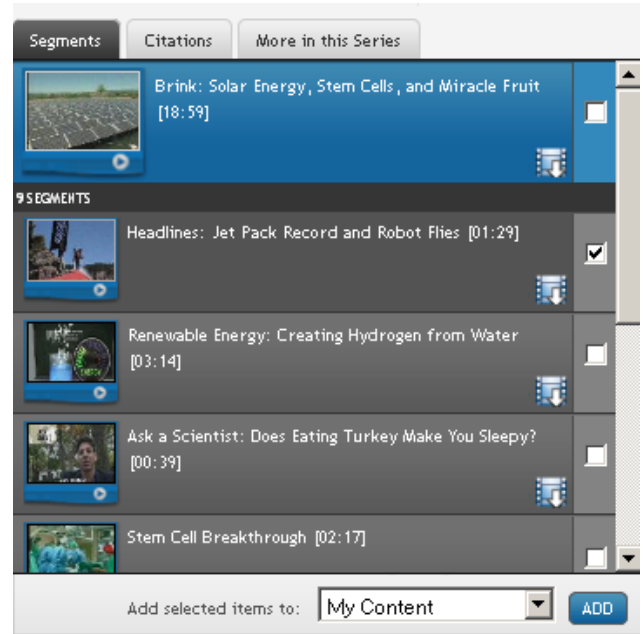 Segments
Citations
More in this Series
Brink: Solar Energy, Stem Cells, and Miracle Fruit
[18:59]
9 SEGMENTS
Headlines: Jet Pack Record and Robot Flies [01:29]
Renewable Energy: Creating Hydrogen from Water
[03:14]
Ask a Scientist: Does Eating Turkey Make You Sleepy?
[00:39]
Stem Cell Breakthrough [02:17]
Add selected items to:
My Content
ADD